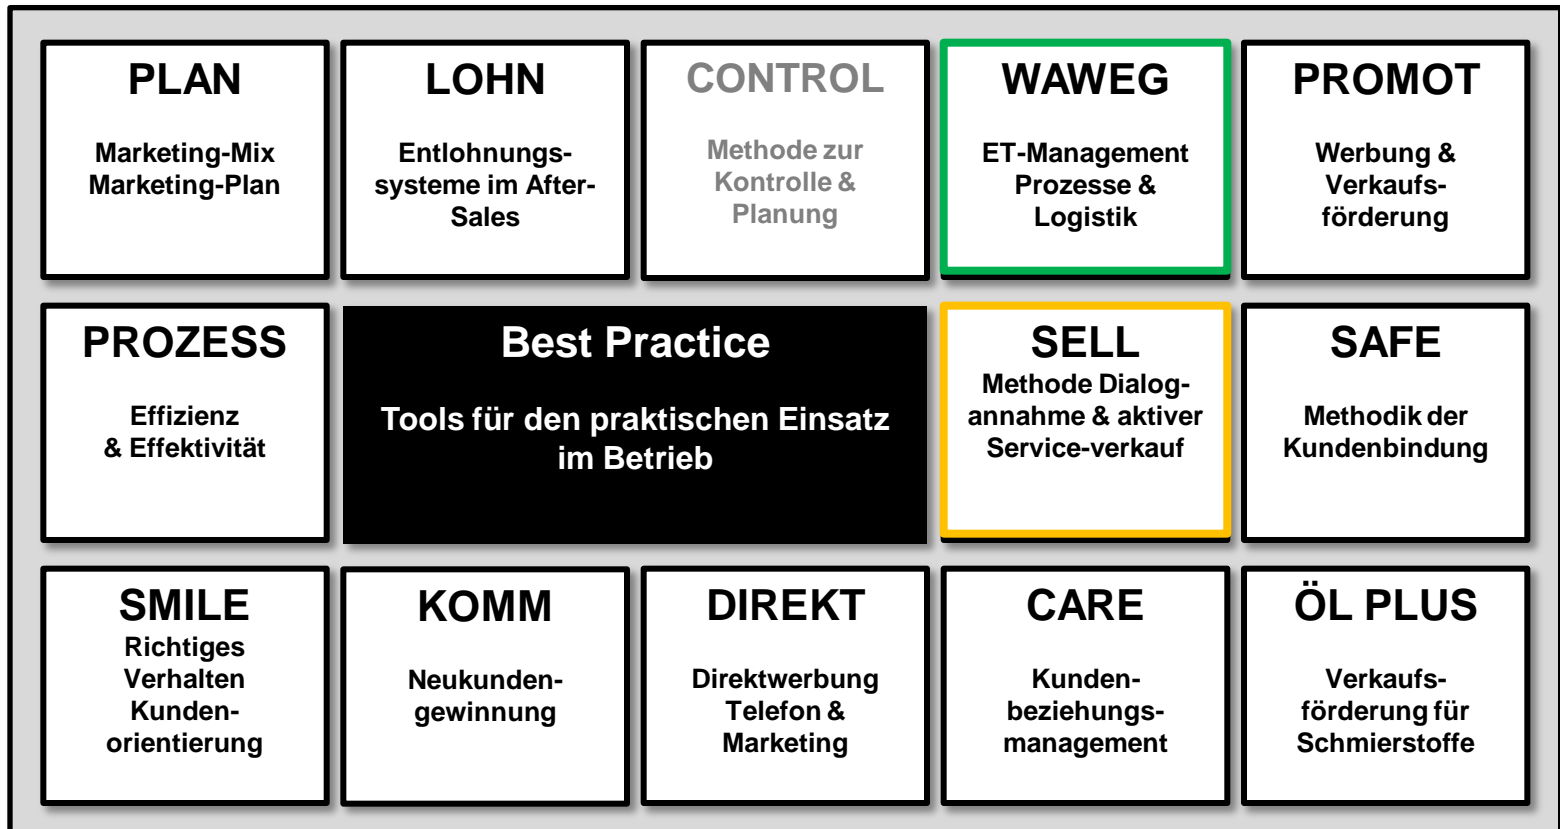 PLAN
Marketing-Mix
Marketing-Plan
LOHN
Entlohnungs-
systeme im After-
Sales
CONTROL
Methode zur
Kontrolle &
Planung
WAWEG
ET-Management
Prozesse &
Logistik
PROMOT
Werbung &
Verkaufs-
förderung
PROZESS
Effizienz
& Effektivität
Best Practice
Tools für den praktischen Einsatz
im Betrieb
SELL
Methode Dialog-
annahme & aktiver
Service-verkauf
SAFE
Methodik der
Kundenbindung
SMILE
Richtiges
Verhalten
Kunden-
orientierung
KOMM
Neukunden-
gewinnung
DIREKT
Direktwerbung
Telefon &
Marketing
CARE
Kunden-
beziehungs-
management
ÖL PLUS
Verkaufs-
förderung für
Schmierstoffe